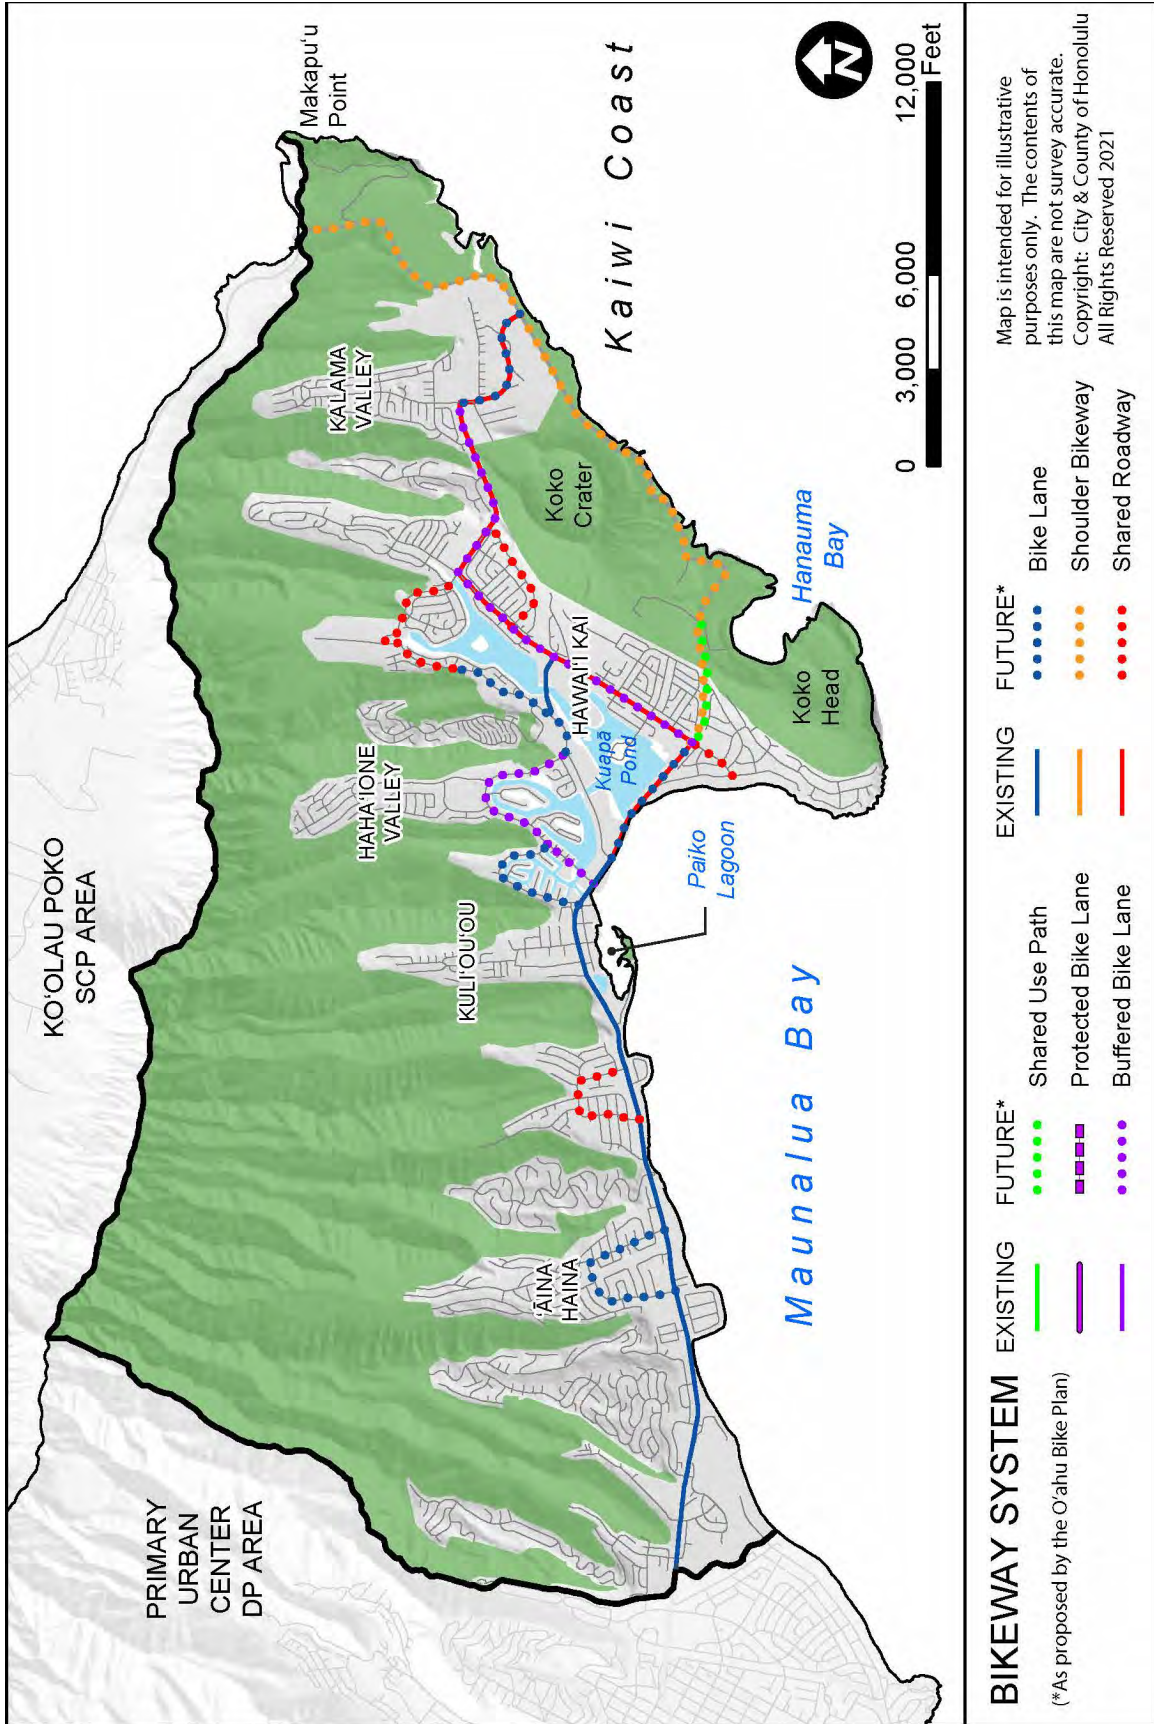 KO‘OLAU POKO
SCP AREA
PRIMARY
URBAN
CENTER
DP AREA
Makapu‘u
Point
KALAMA
VALLEY
HAHA‘IONE
VALLEY
KULI‘OU‘OU
‘ĀINA
HAINA
HAWAI‘I KAI
Kuapā
Pond
Koko
Crater
Koko
Head
Hanauma
Bay
Paiko
Lagoon
Maunalua Bay
Kaiwi Coast
N
0 3,000 6,000 12,000
Feet
BIKEWAY SYSTEM
(*As proposed by the O‘ahu Bike Plan)
EXISTING FUTURE*
Shared Use Path
Protected Bike Lane
Buffered Bike Lane
EXISTING FUTURE*
Bike Lane
Shoulder Bikeway
Shared Roadway
Map is intended for illustrative
purposes only. The contents of
this map are not survey accurate.
Copyright: City & County of Honolulu
All Rights Reserved 2021